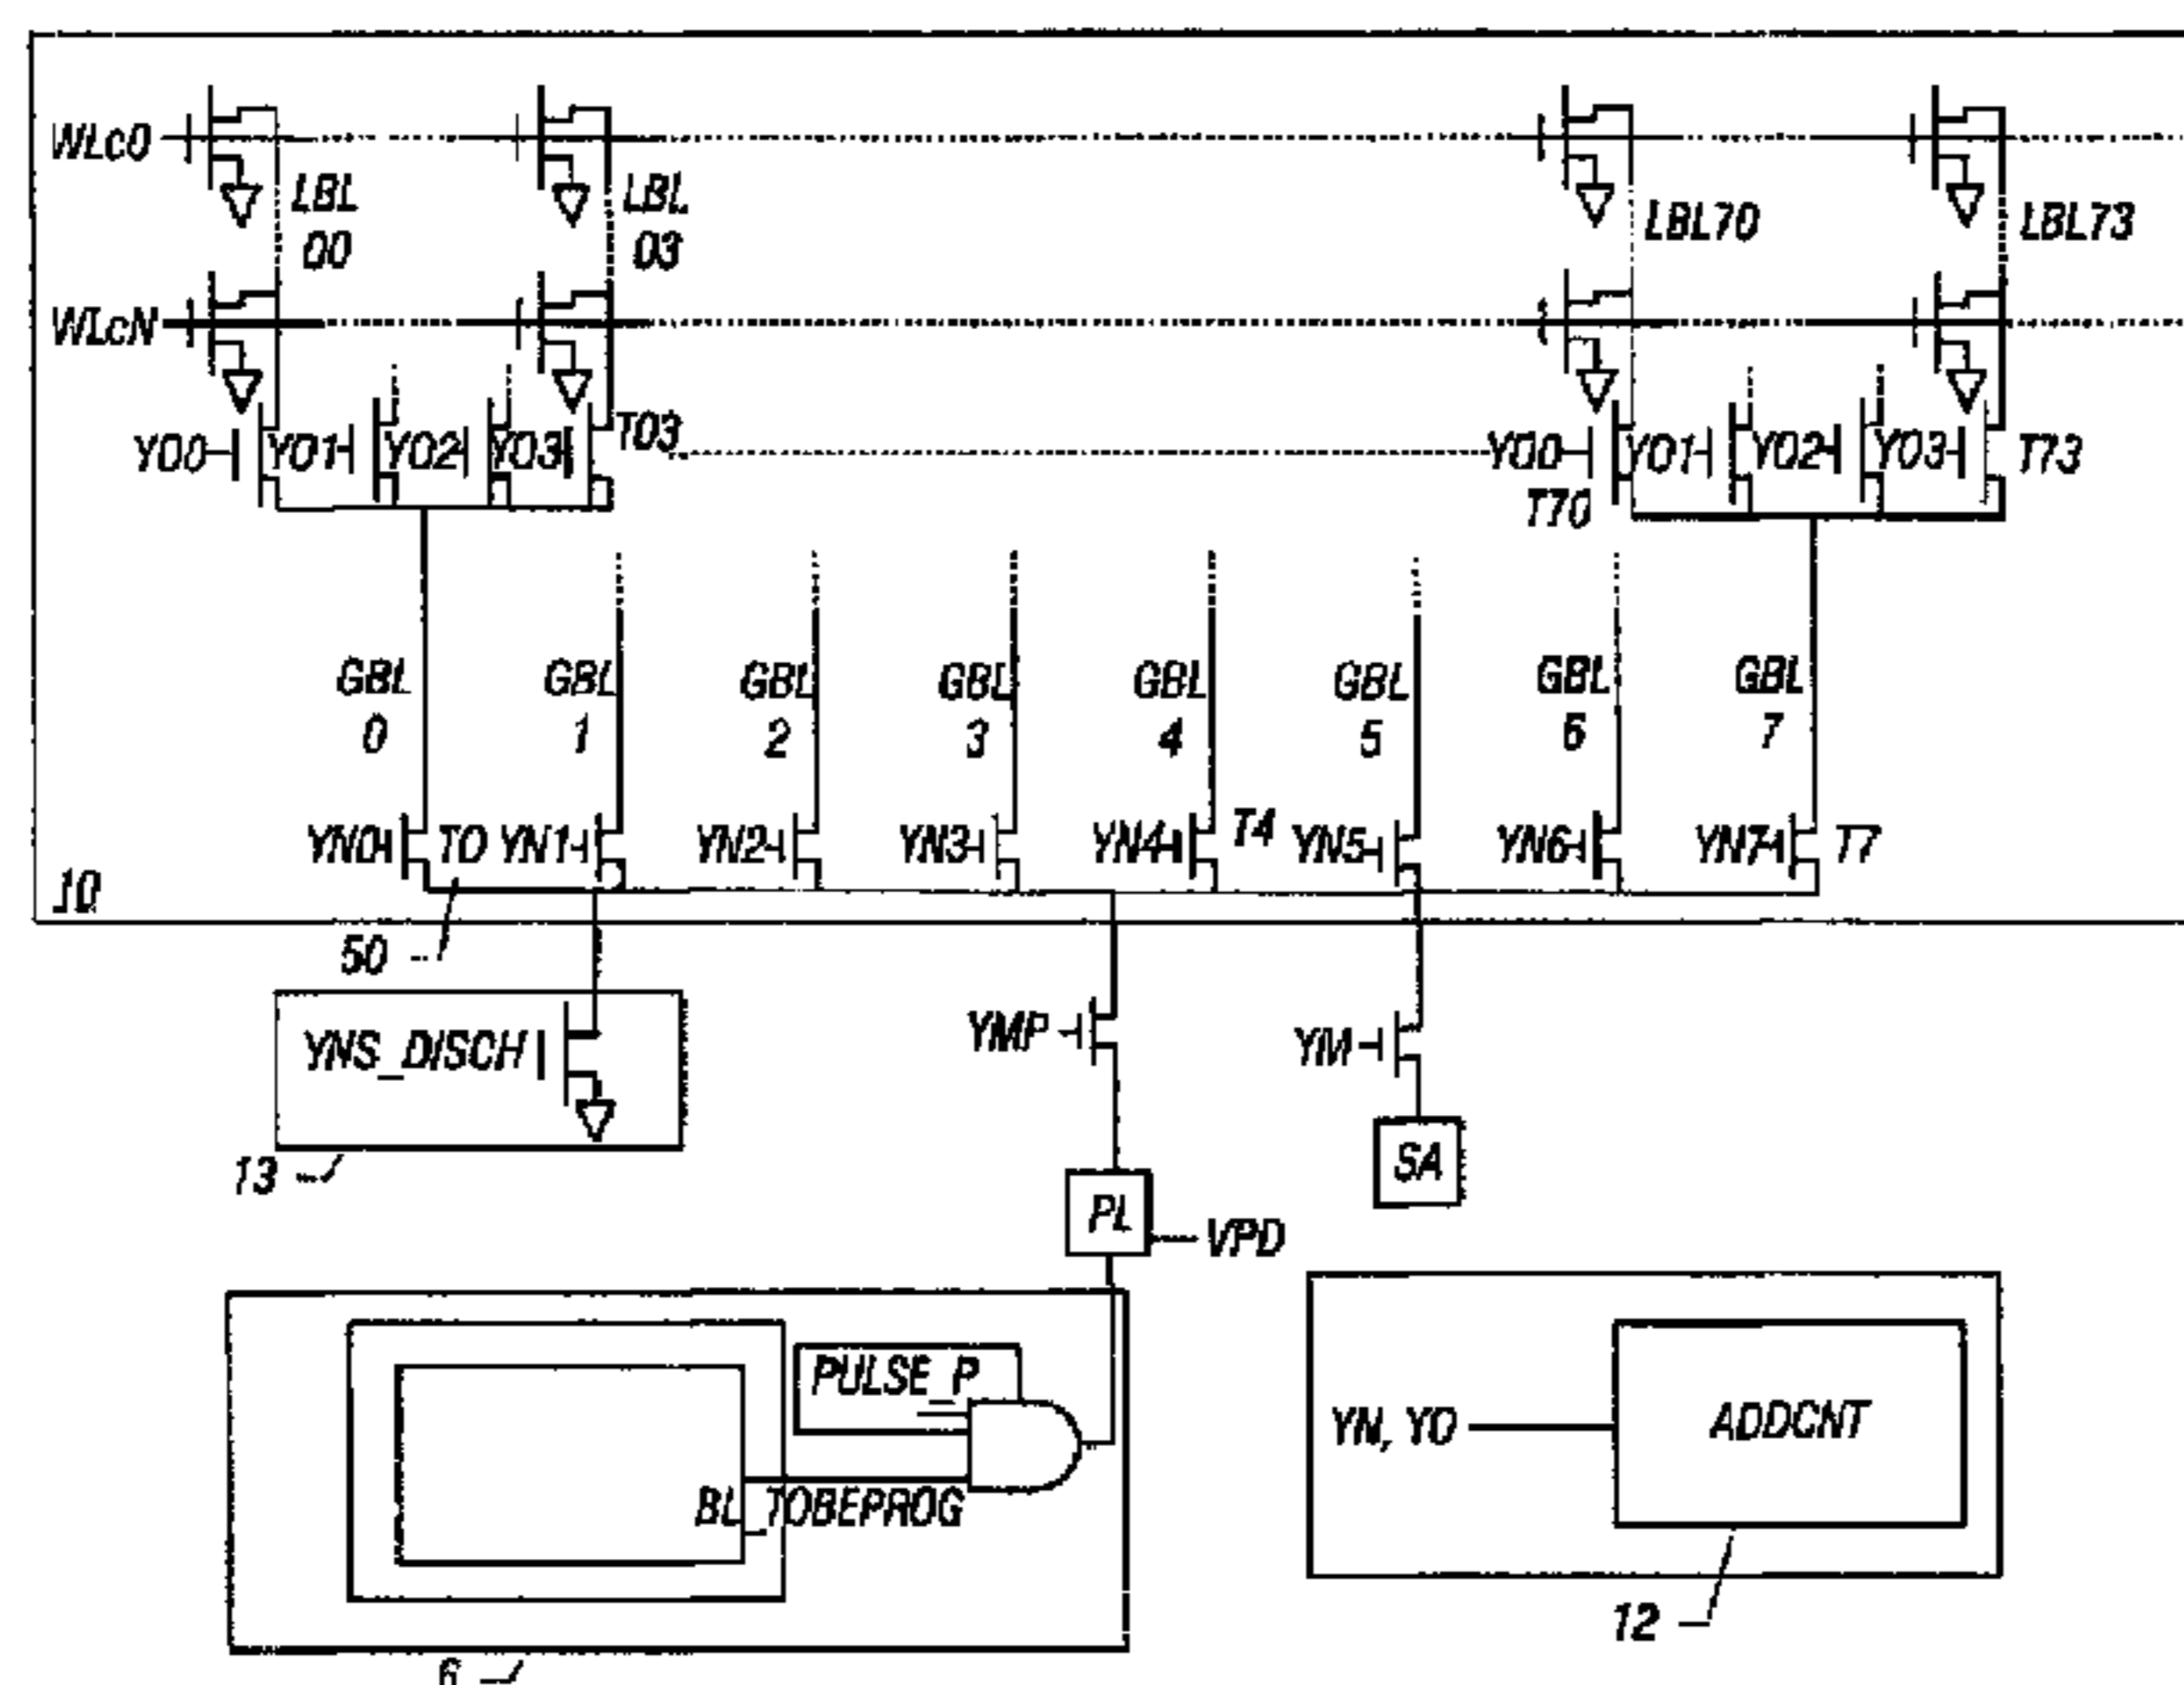 WLc0
LBL 00
LBL 03
LBL70
LBL73
WLcN
YO0 YO1 YO2 YO3 T03 YO0 YO1 YO2 YO3 T73
T70
GBL 0
GBL 1
GBL 2
GBL 3
GBL 4
GBL 5
GBL 6
GBL 7
YN0 T0 YN1 YN2 YN3 YN4 T4 YN5 YN6 YN7 T7
10
50
YNS_DISCH
YMP
YM
13
PL
SA
VPD
PULSE_P
BL_TOBEPROG
YN, YO
ADDCNT
12
6